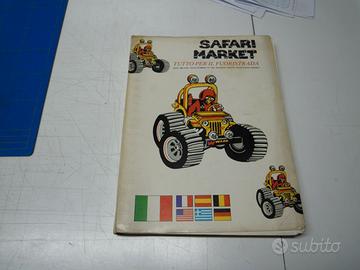 SAFARI
MARKET
TUTTO PER IL FUORISTRADA
subito